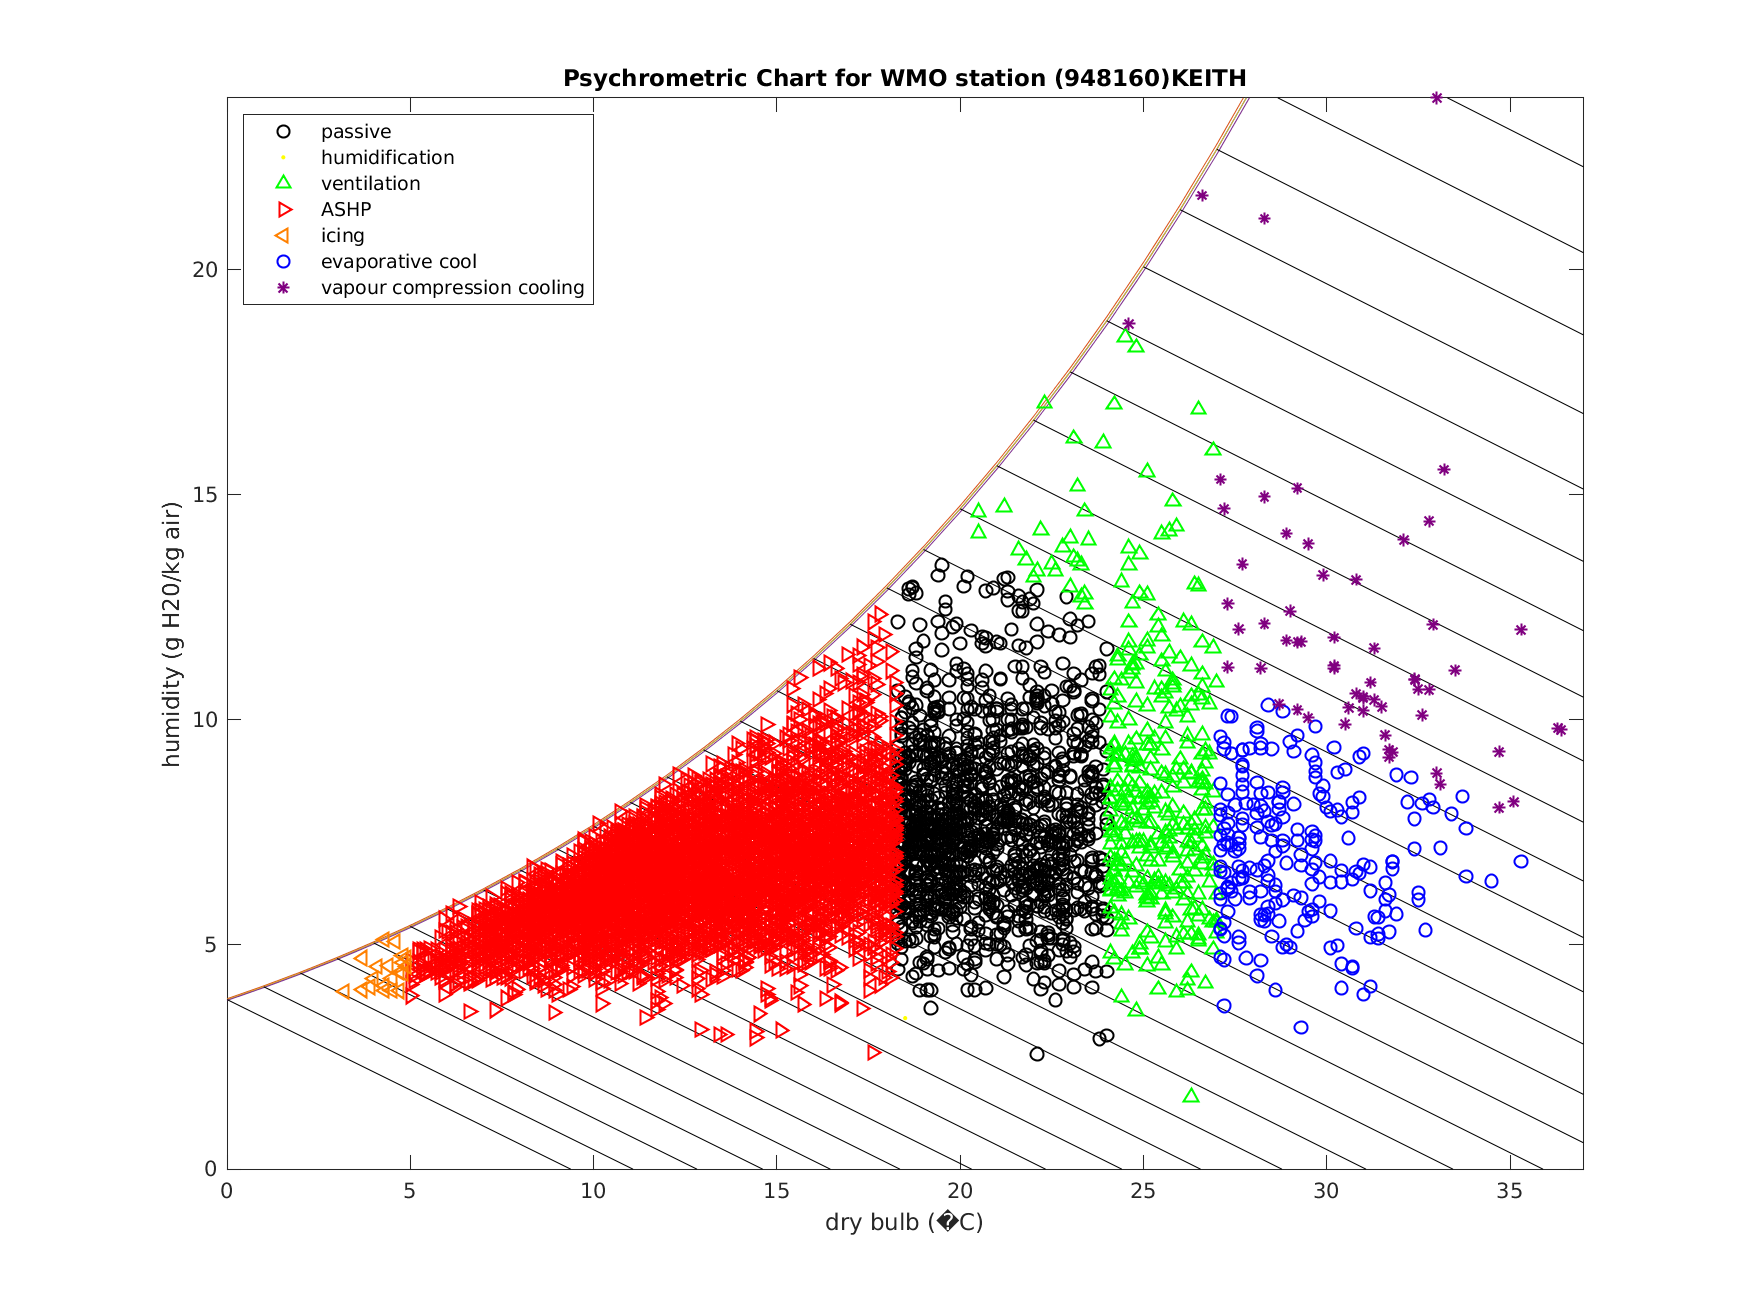 Psychrometric Chart for WMO station (948160)KEITH
passive
humidification
ventilation
ASHP
icing
evaporative cool
vapour compression cooling
20
15
10
5
0
humidity (g H20/kg air)
0 5 10 15 20 25 30 35
dry bulb (�C)